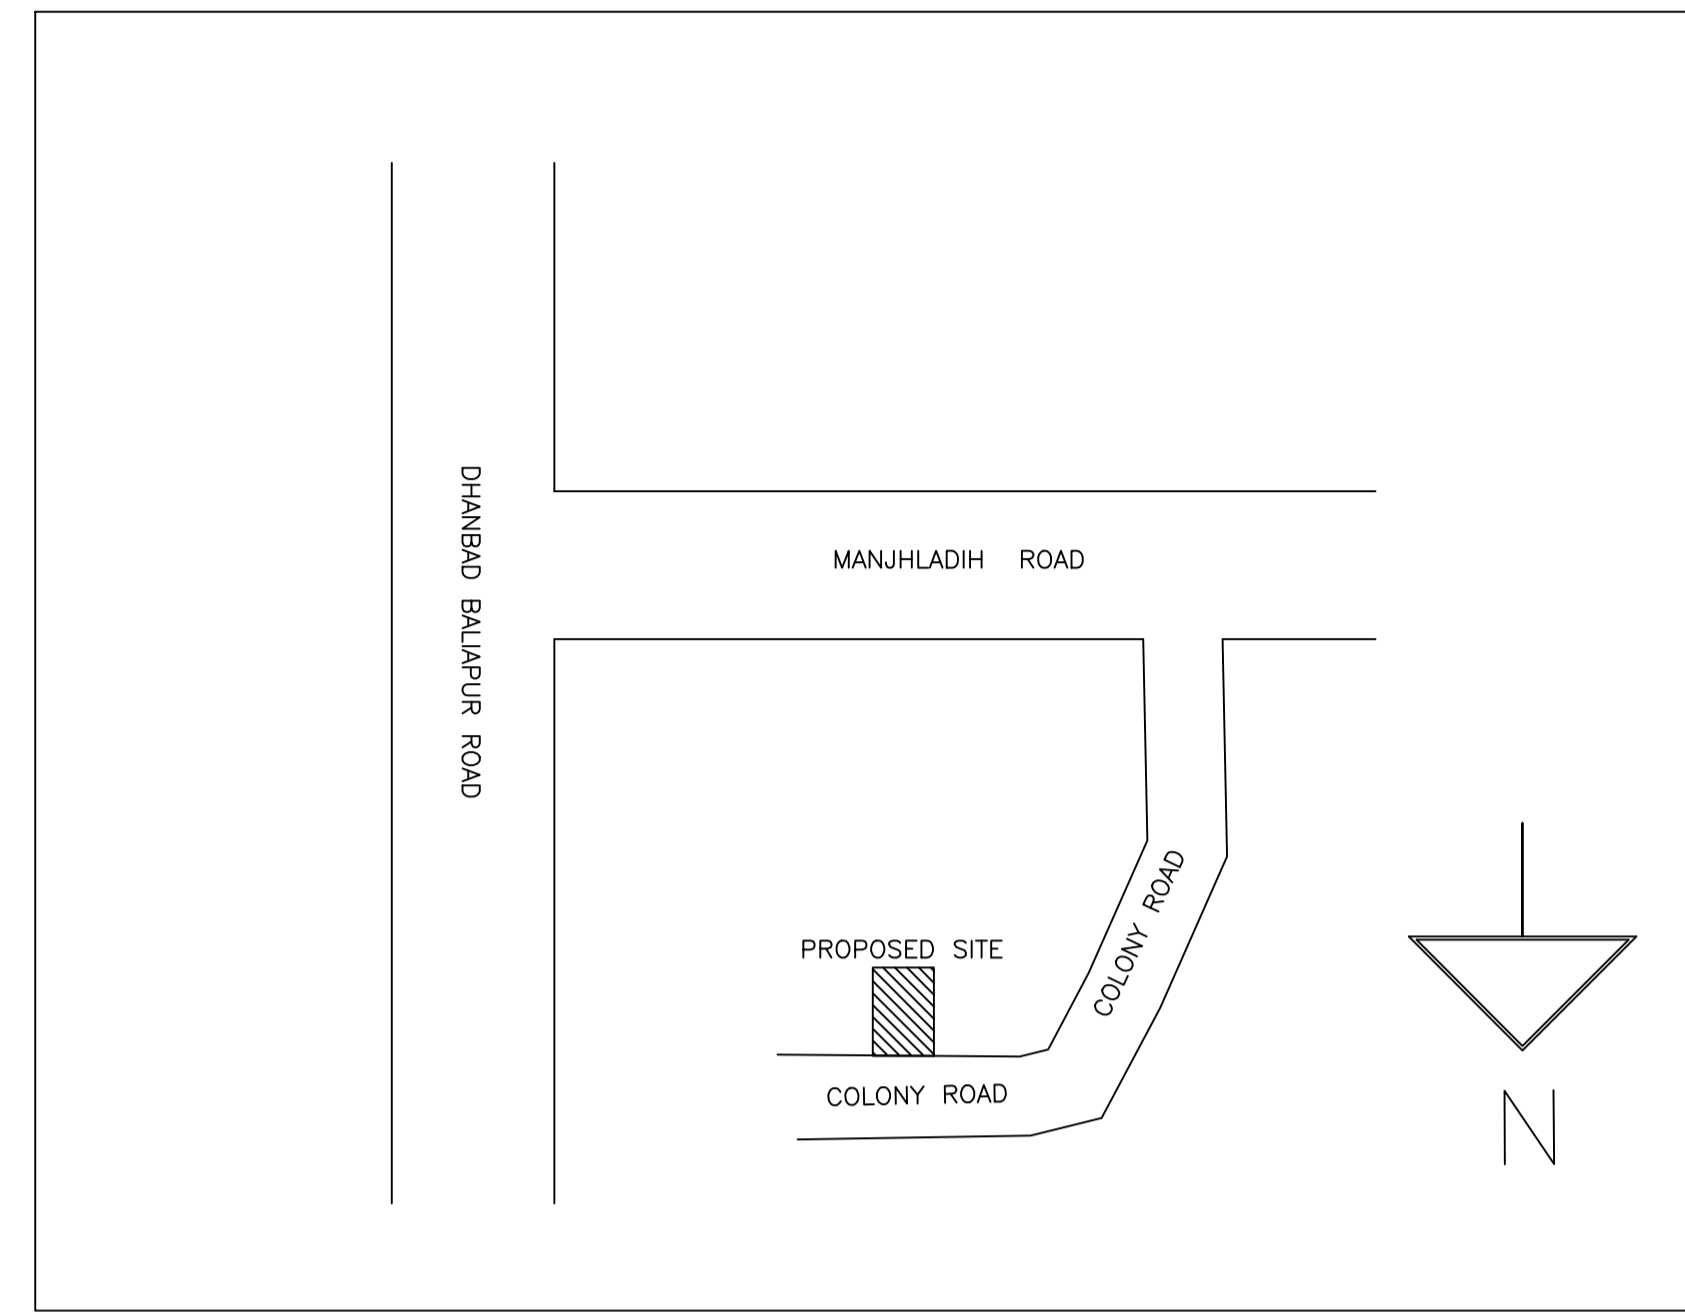 DHANBAD BALIAPUR ROAD
MANJHLADIH ROAD
COLONY ROAD
PROPOSED SITE
COLONY ROAD
N